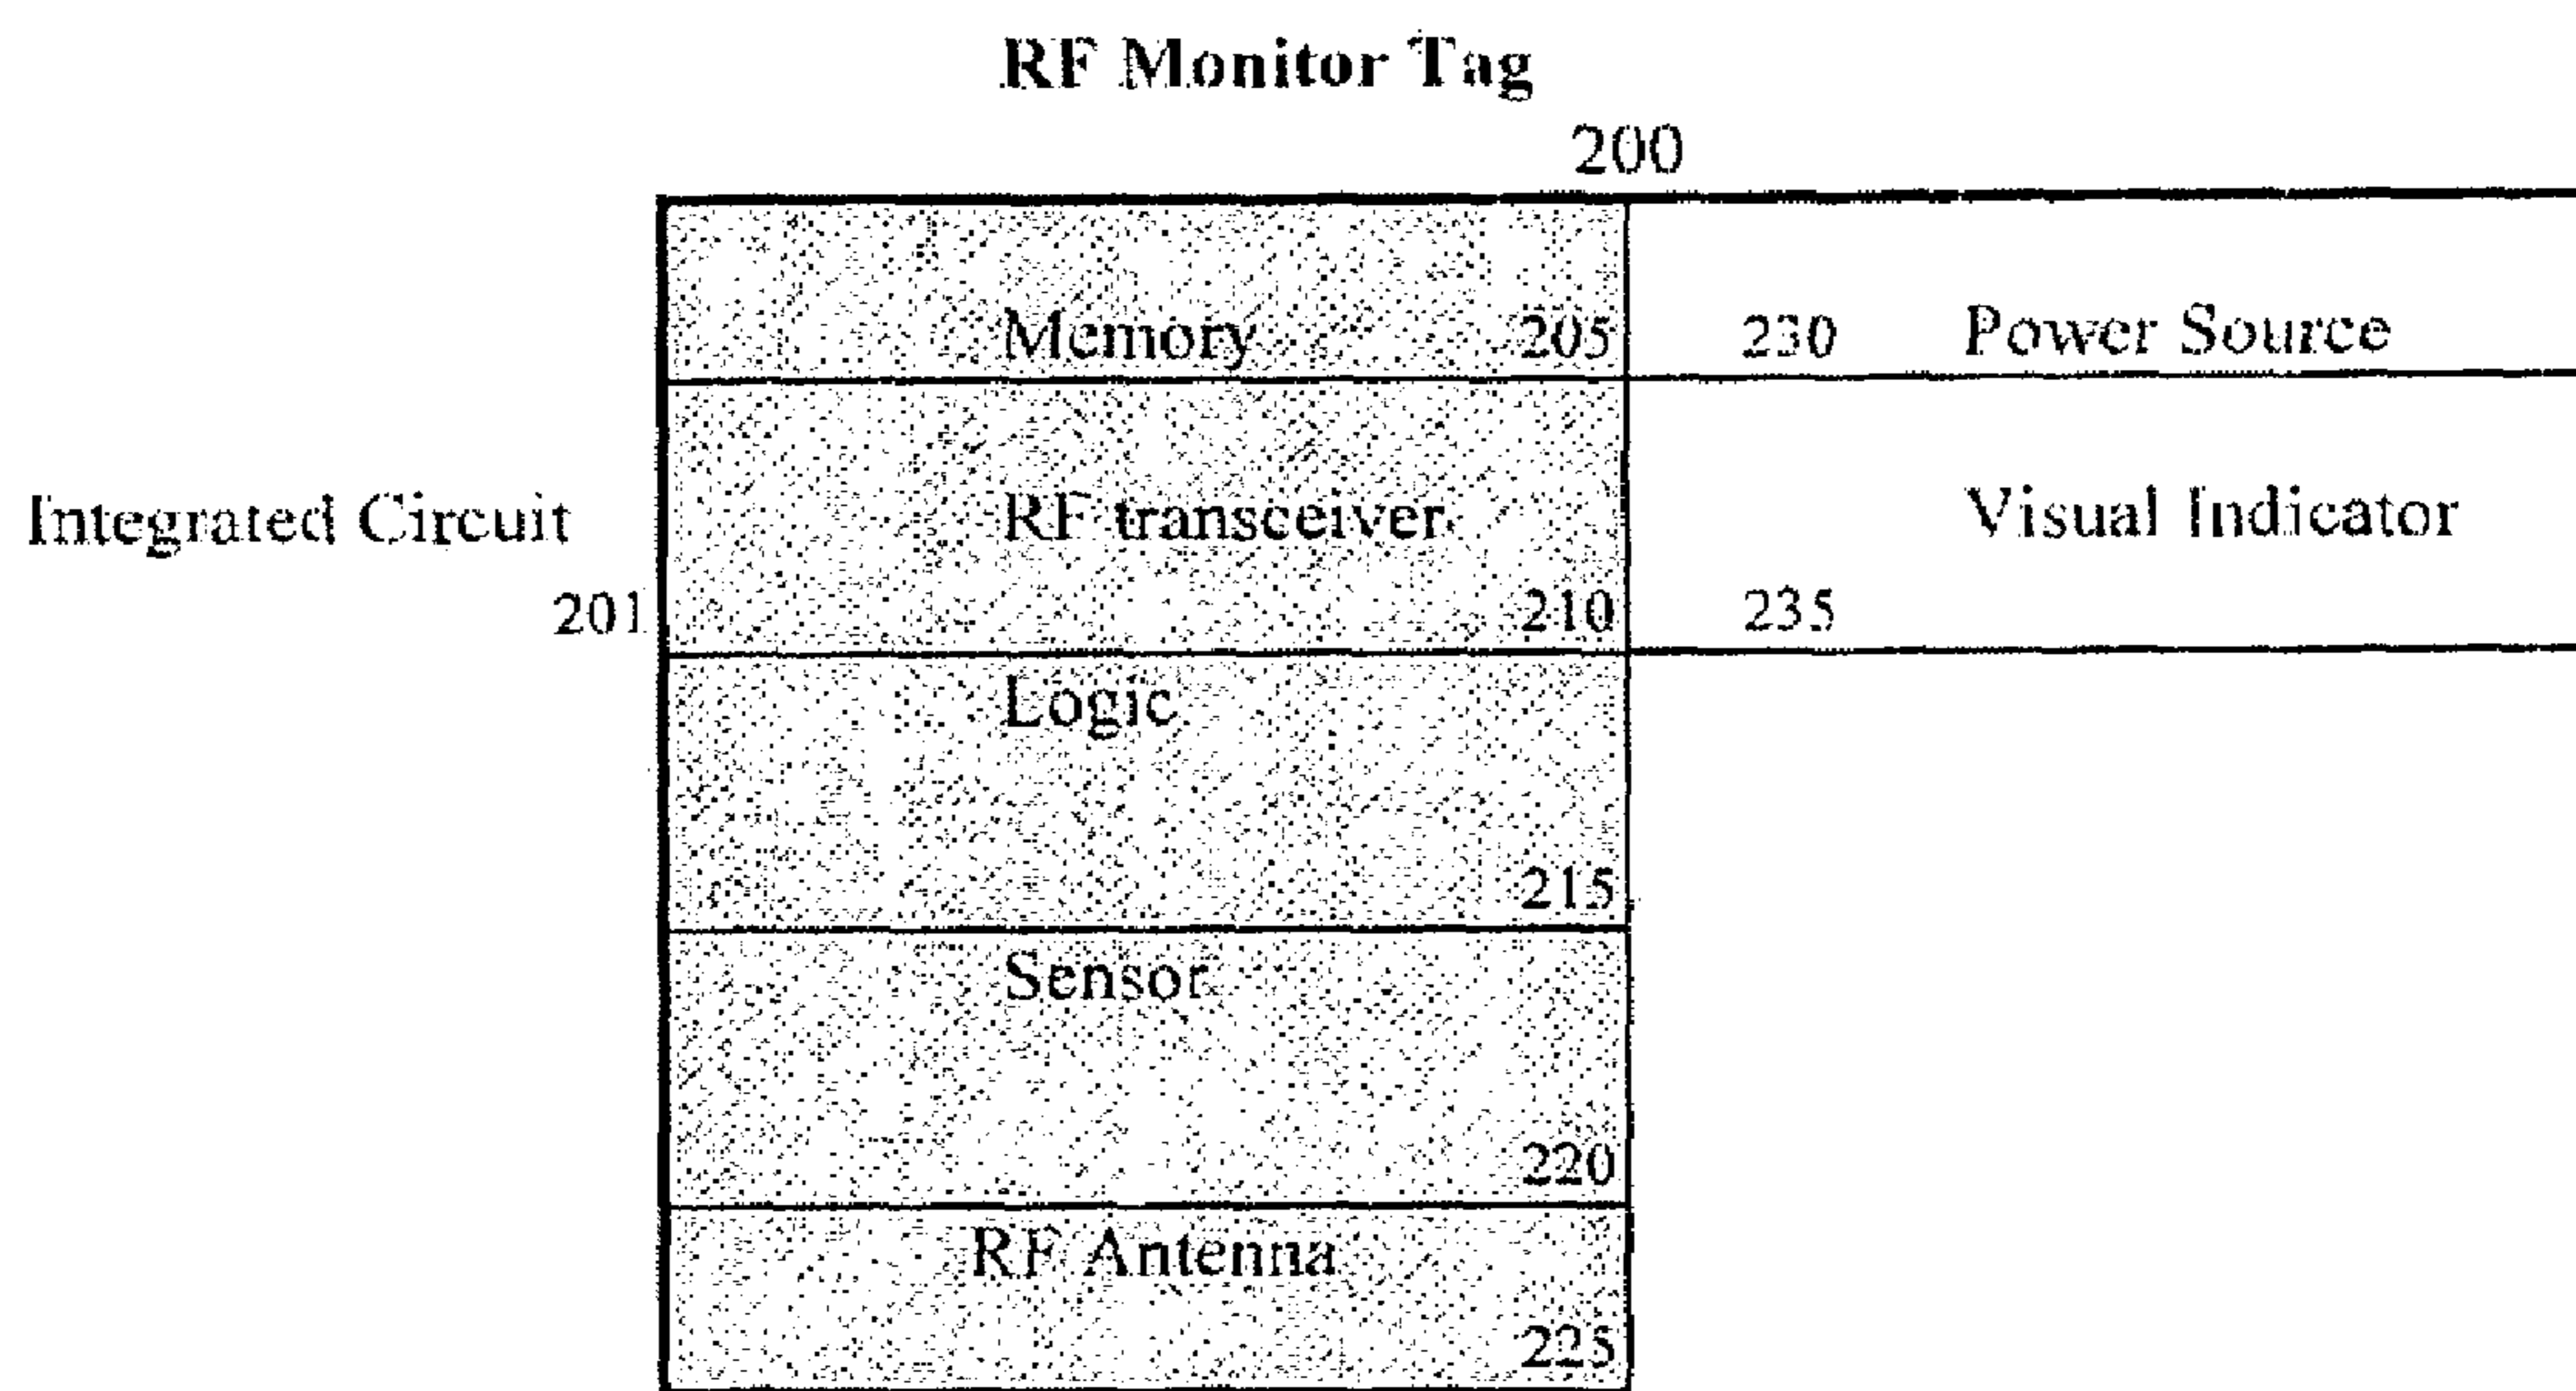 RF Monitor Tag
200
Memory 205 230 Power Source
Integrated Circuit RF transceiver Visual Indicator
201 210 235
Logic
215
Sensor
220
RF Antenna
225